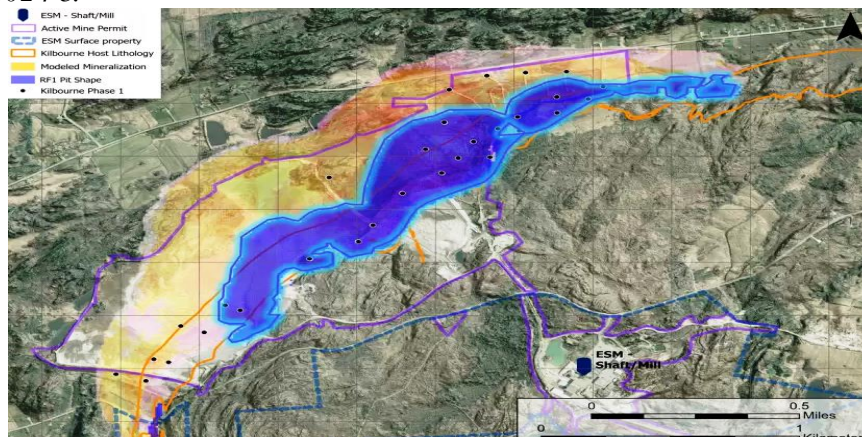 ESM - Shaft/Mill
Active Mine Permit
ESM Surface property
Kilbourne Host Lithology
Modeled Mineralization
RF1 Pit Shape
Kilbourne Phase 1
ESM -
Shaft/Mill
0 0.5
Miles
0 1